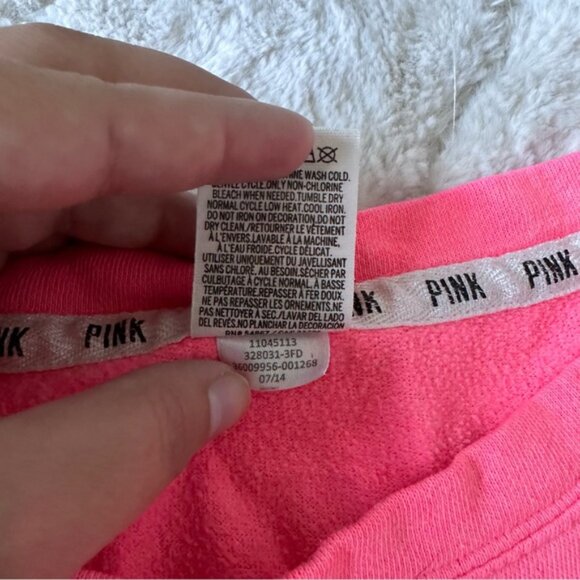 WASH COLD.
GENTLE CYCLE.ONLY NON-CHLORINE
BLEACH WHEN NEEDED.TUMBLE DRY
NORMAL CYCLE LOW HEAT.COOL IRON.
DO NOT IRON ON DECORATION.DO NOT
DRY CLEAN./RETOURNER LE VÊTEMENT
À L'ENVERS.LAVABLE À LA MACHINE.
À L'EAU FROIDE.CYCLE DÉLICAT.
UTILISER UNIQUEMENT DU JAVELLISANT
SANS CHLORE, AU BESOIN.SÉCHER PAR
CULBUTAGE À CYCLE NORMAL, À BASSE
TEMPÉRATURE.REPASSER À FER DOUX.
NE PAS REPASSER LES ORNEMENTS.NE
PAS NETTOYER À SEC./LAVAR DEL LADO
DEL REVÉS.NO PLANCHAR LA DECORACIÓN
NK PINK NK PINK PINK
11045113
328031-3FD
36009956-001268
07/14